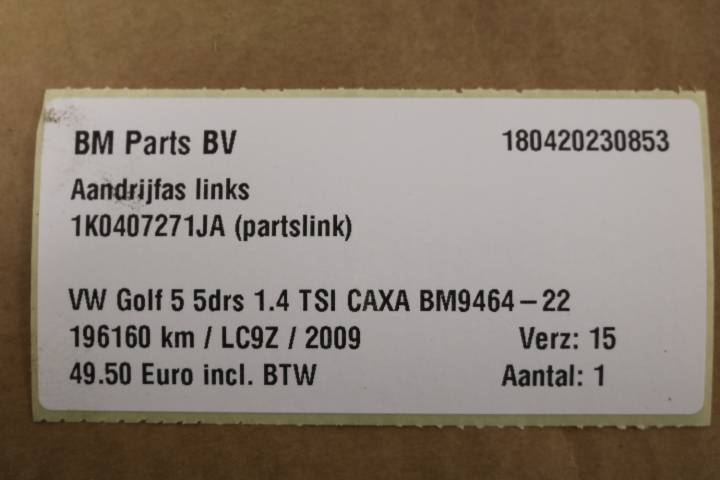 BM Parts BV 180420230853
Aandrijfas links
1K0407271JA (partslink)
VW Golf 5 5drs 1.4 TSI CAXA BM9464-22
196160 km / LC9Z / 2009 Verz: 15
49.50 Euro incl. BTW Aantal: 1